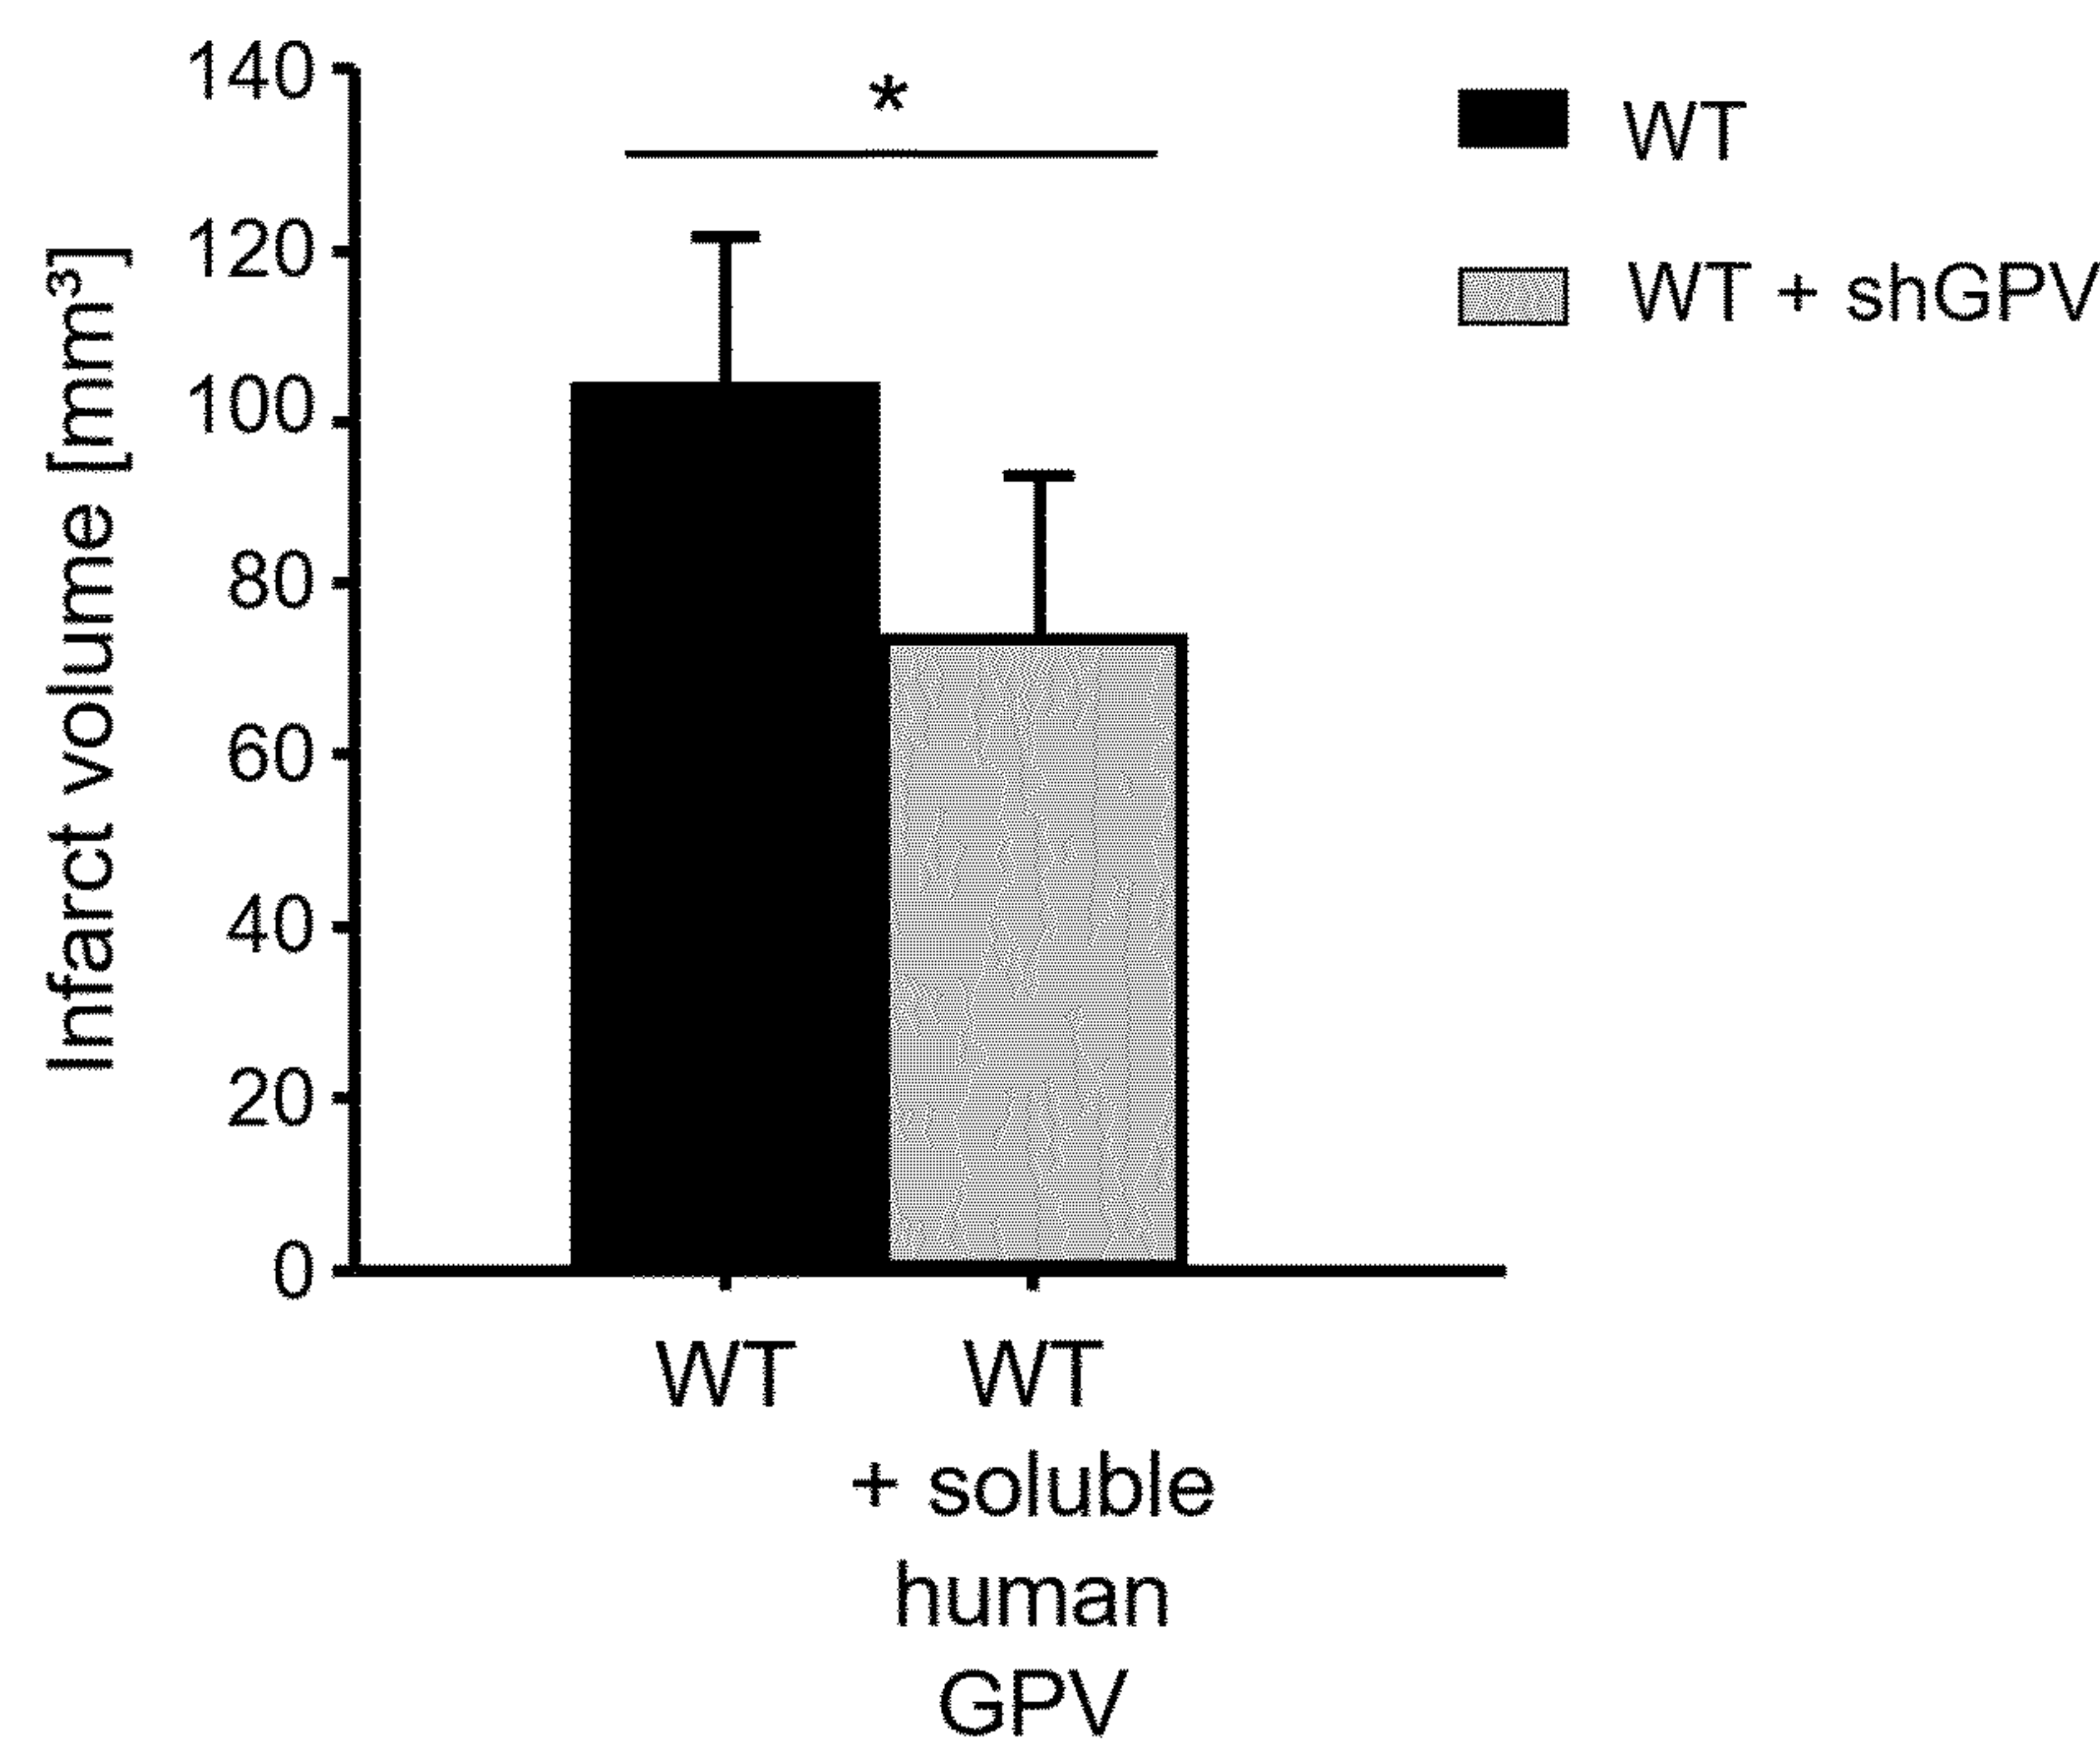 Infarct volume [mm³]
140
120
100
80
60
40
20
0
*
WT
WT + shGPV
WT
WT
+ soluble
human
GPV